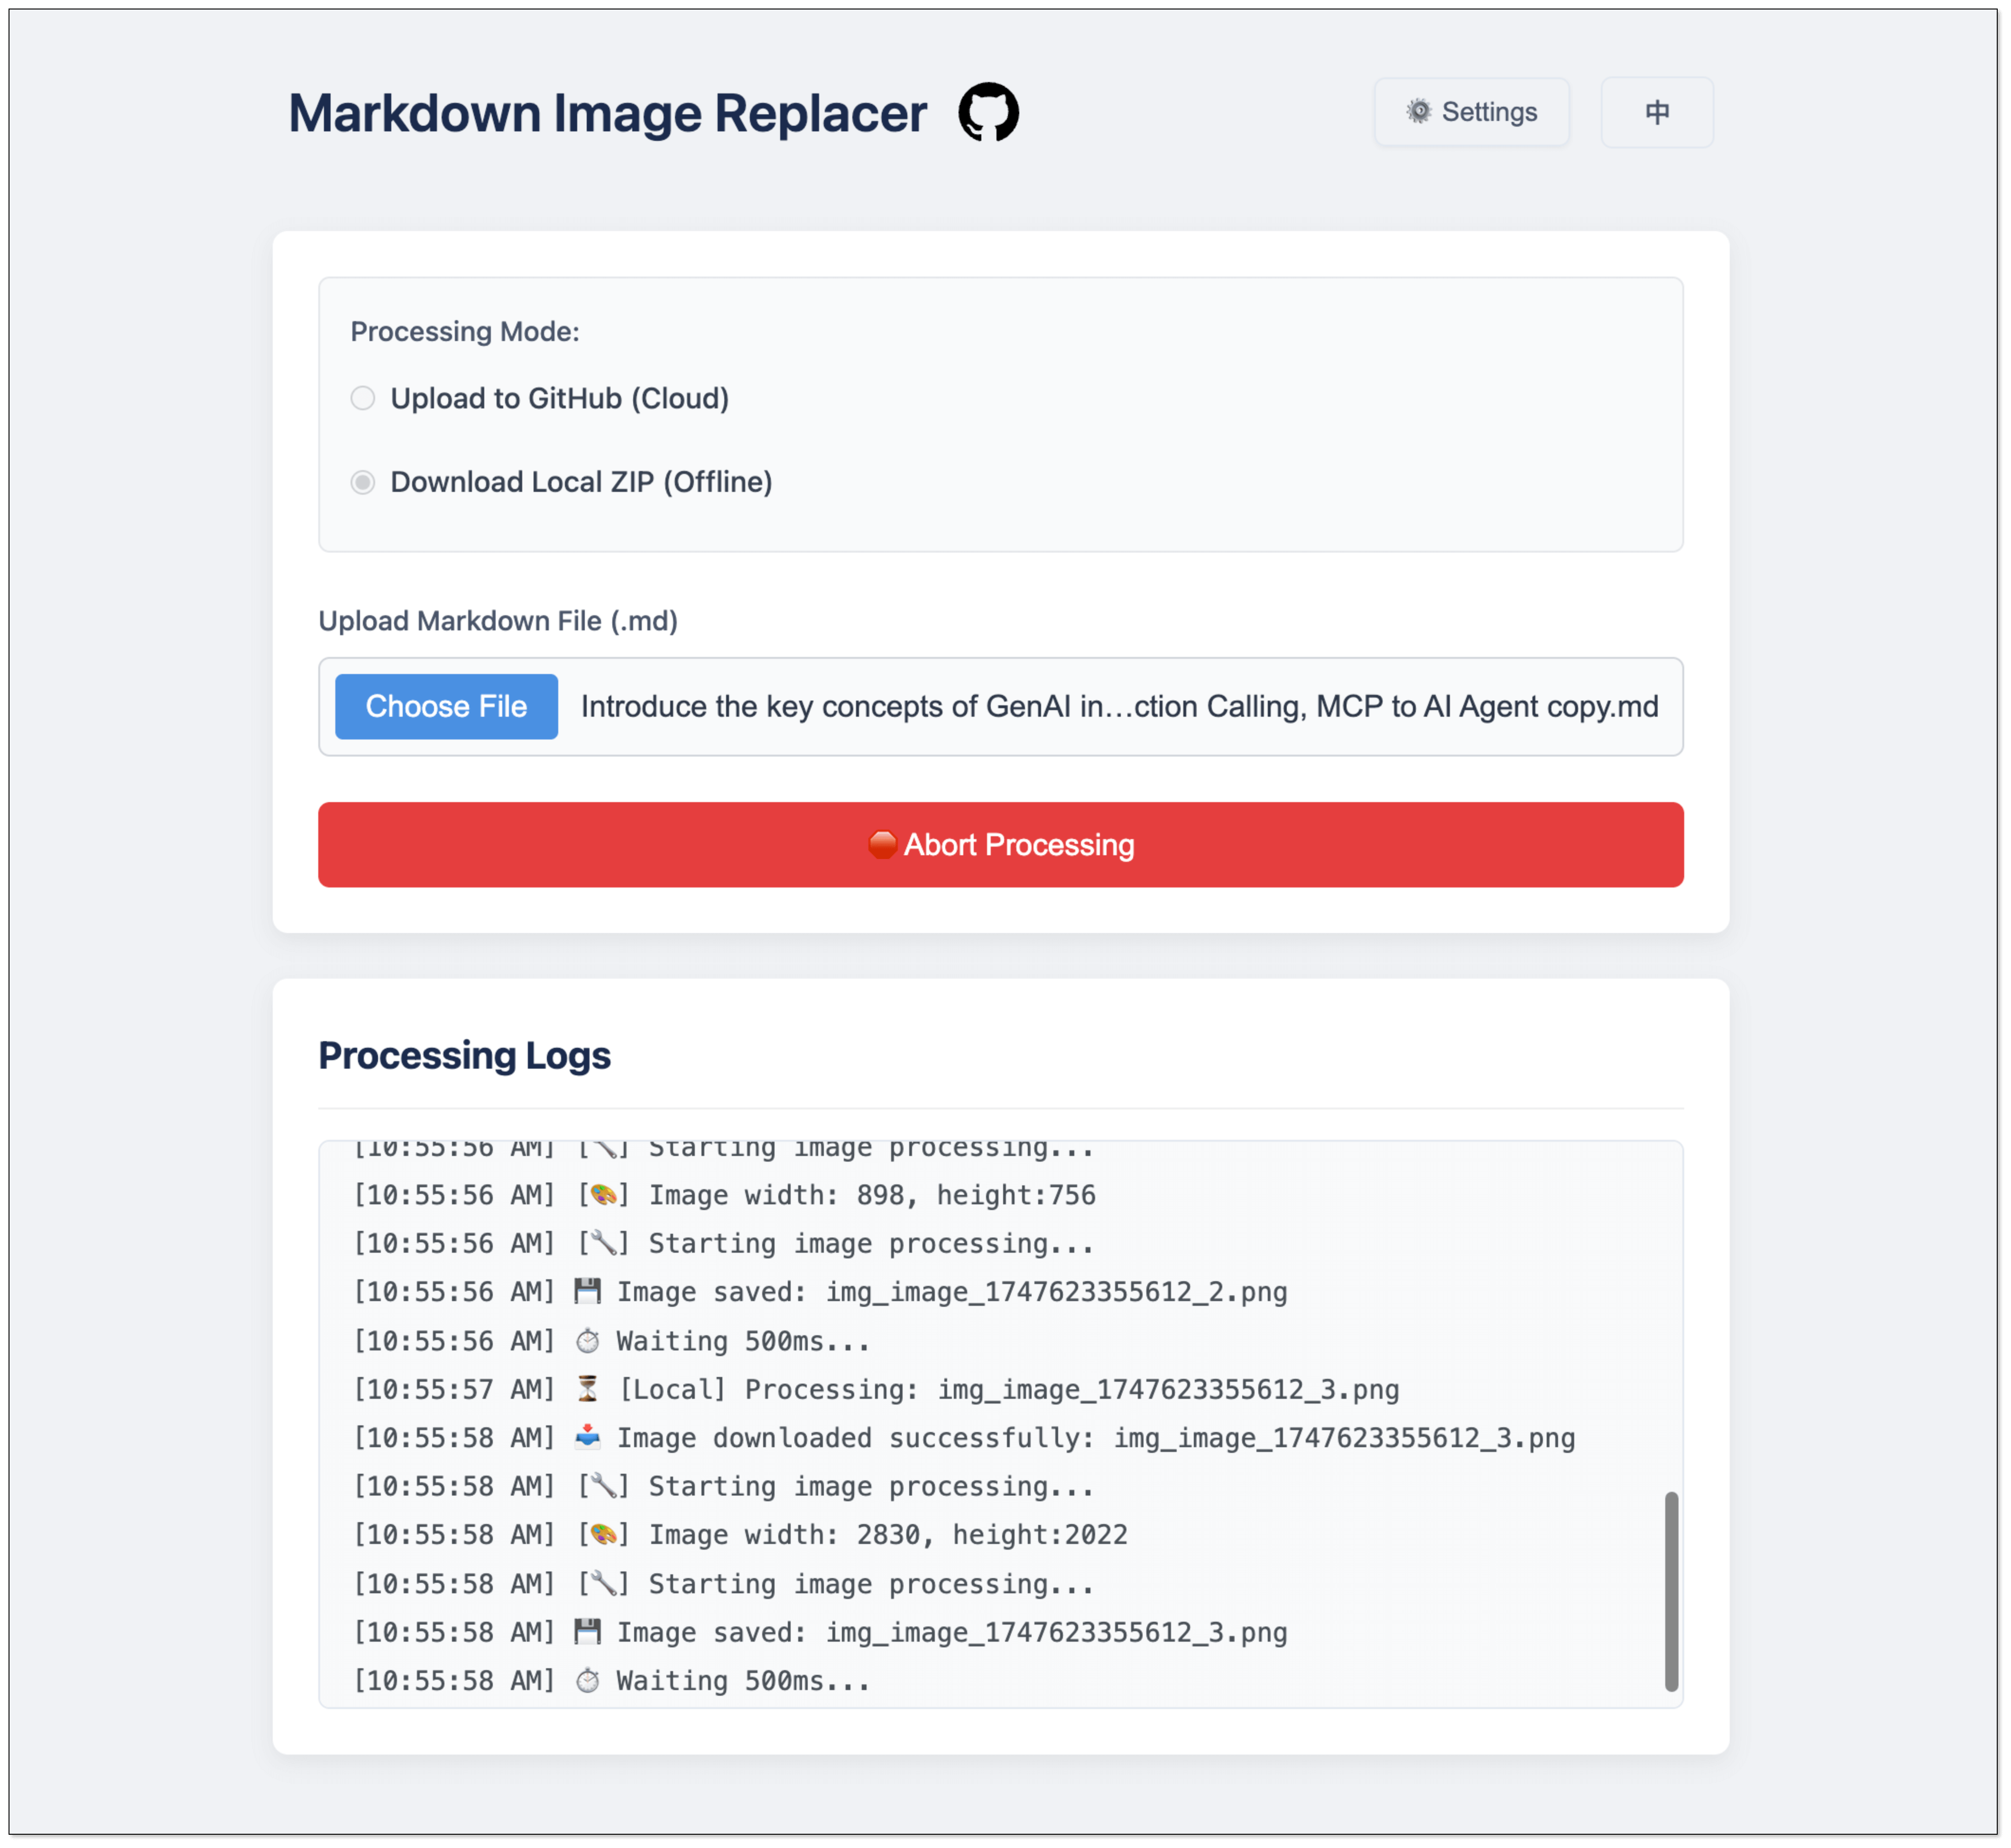 Markdown Image Replacer
⚙️ Settings
中
Processing Mode:
Upload to GitHub (Cloud)
Download Local ZIP (Offline)
Upload Markdown File (.md)
Choose File Introduce the key concepts of GenAI in...ction Calling, MCP to AI Agent copy.md
🛑 Abort Processing
Processing Logs
[10:55:56 AM] [🔧] Starting image processing...
[10:55:56 AM] [🎨] Image width: 898, height:756
[10:55:56 AM] [🔧] Starting image processing...
[10:55:56 AM] 💾 Image saved: img_image_1747623355612_2.png
[10:55:56 AM] ⏱️ Waiting 500ms...
[10:55:57 AM] ⏳ [Local] Processing: img_image_1747623355612_3.png
[10:55:58 AM] 📥 Image downloaded successfully: img_image_1747623355612_3.png
[10:55:58 AM] [🔧] Starting image processing...
[10:55:58 AM] [🎨] Image width: 2830, height:2022
[10:55:58 AM] [🔧] Starting image processing...
[10:55:58 AM] 💾 Image saved: img_image_1747623355612_3.png
[10:55:58 AM] ⏱️ Waiting 500ms...